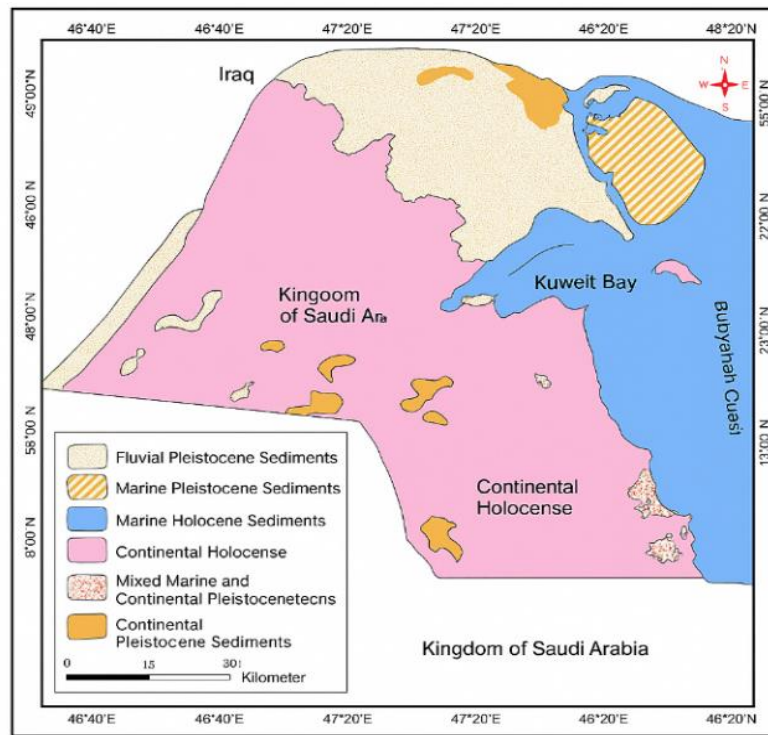 46°40'E
46°40'E
47°20'E
47°20'E
46°20'E
48°20'E
49°00'N
46°00 N
48°00'N
58°00'N
8°00'N
55°00'N
22°00'N
23°00'N
13°00'N
Iraq
N
W E
S
Kuweit Bay
Kingoom
of Saudi Ara
Bubyahah Cuasl
Continental
Holocense
Fluvial Pleistocene Sediments
Marine Pleistocene Sediments
Marine Holocene Sediments
Continental Holocense
Mixed Marine and
Continental Pleistocenetecns
Continental
Pleistocene Sediments
0 15 30!
Kilometer
Kingdom of Saudi Arabia
46°40'E
46°40'E
47°20'E
47°20'E
46°20'E
46°20'E